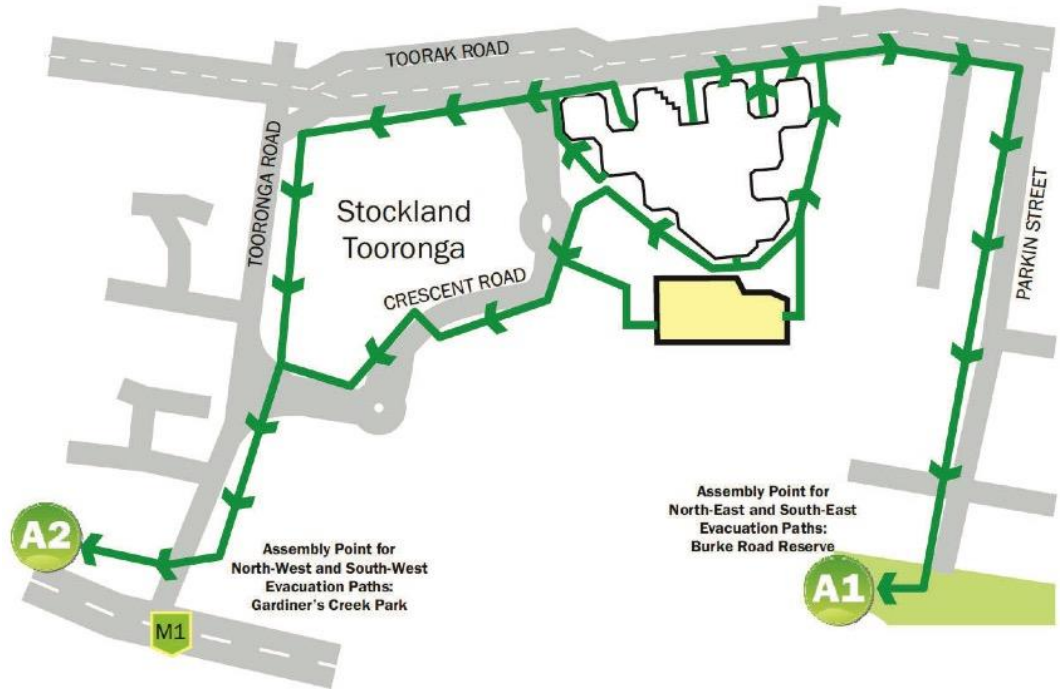 TOORAK ROAD
TOORONGA ROAD
Stockland
Tooronga
CRESCENT ROAD
PARKIN STREET
Assembly Point for
North-East and South-East
Evacuation Paths:
Burke Road Reserve
A2
Assembly Point for
North-West and South-West
Evacuation Paths:
Gardiner's Creek Park
A1
M1